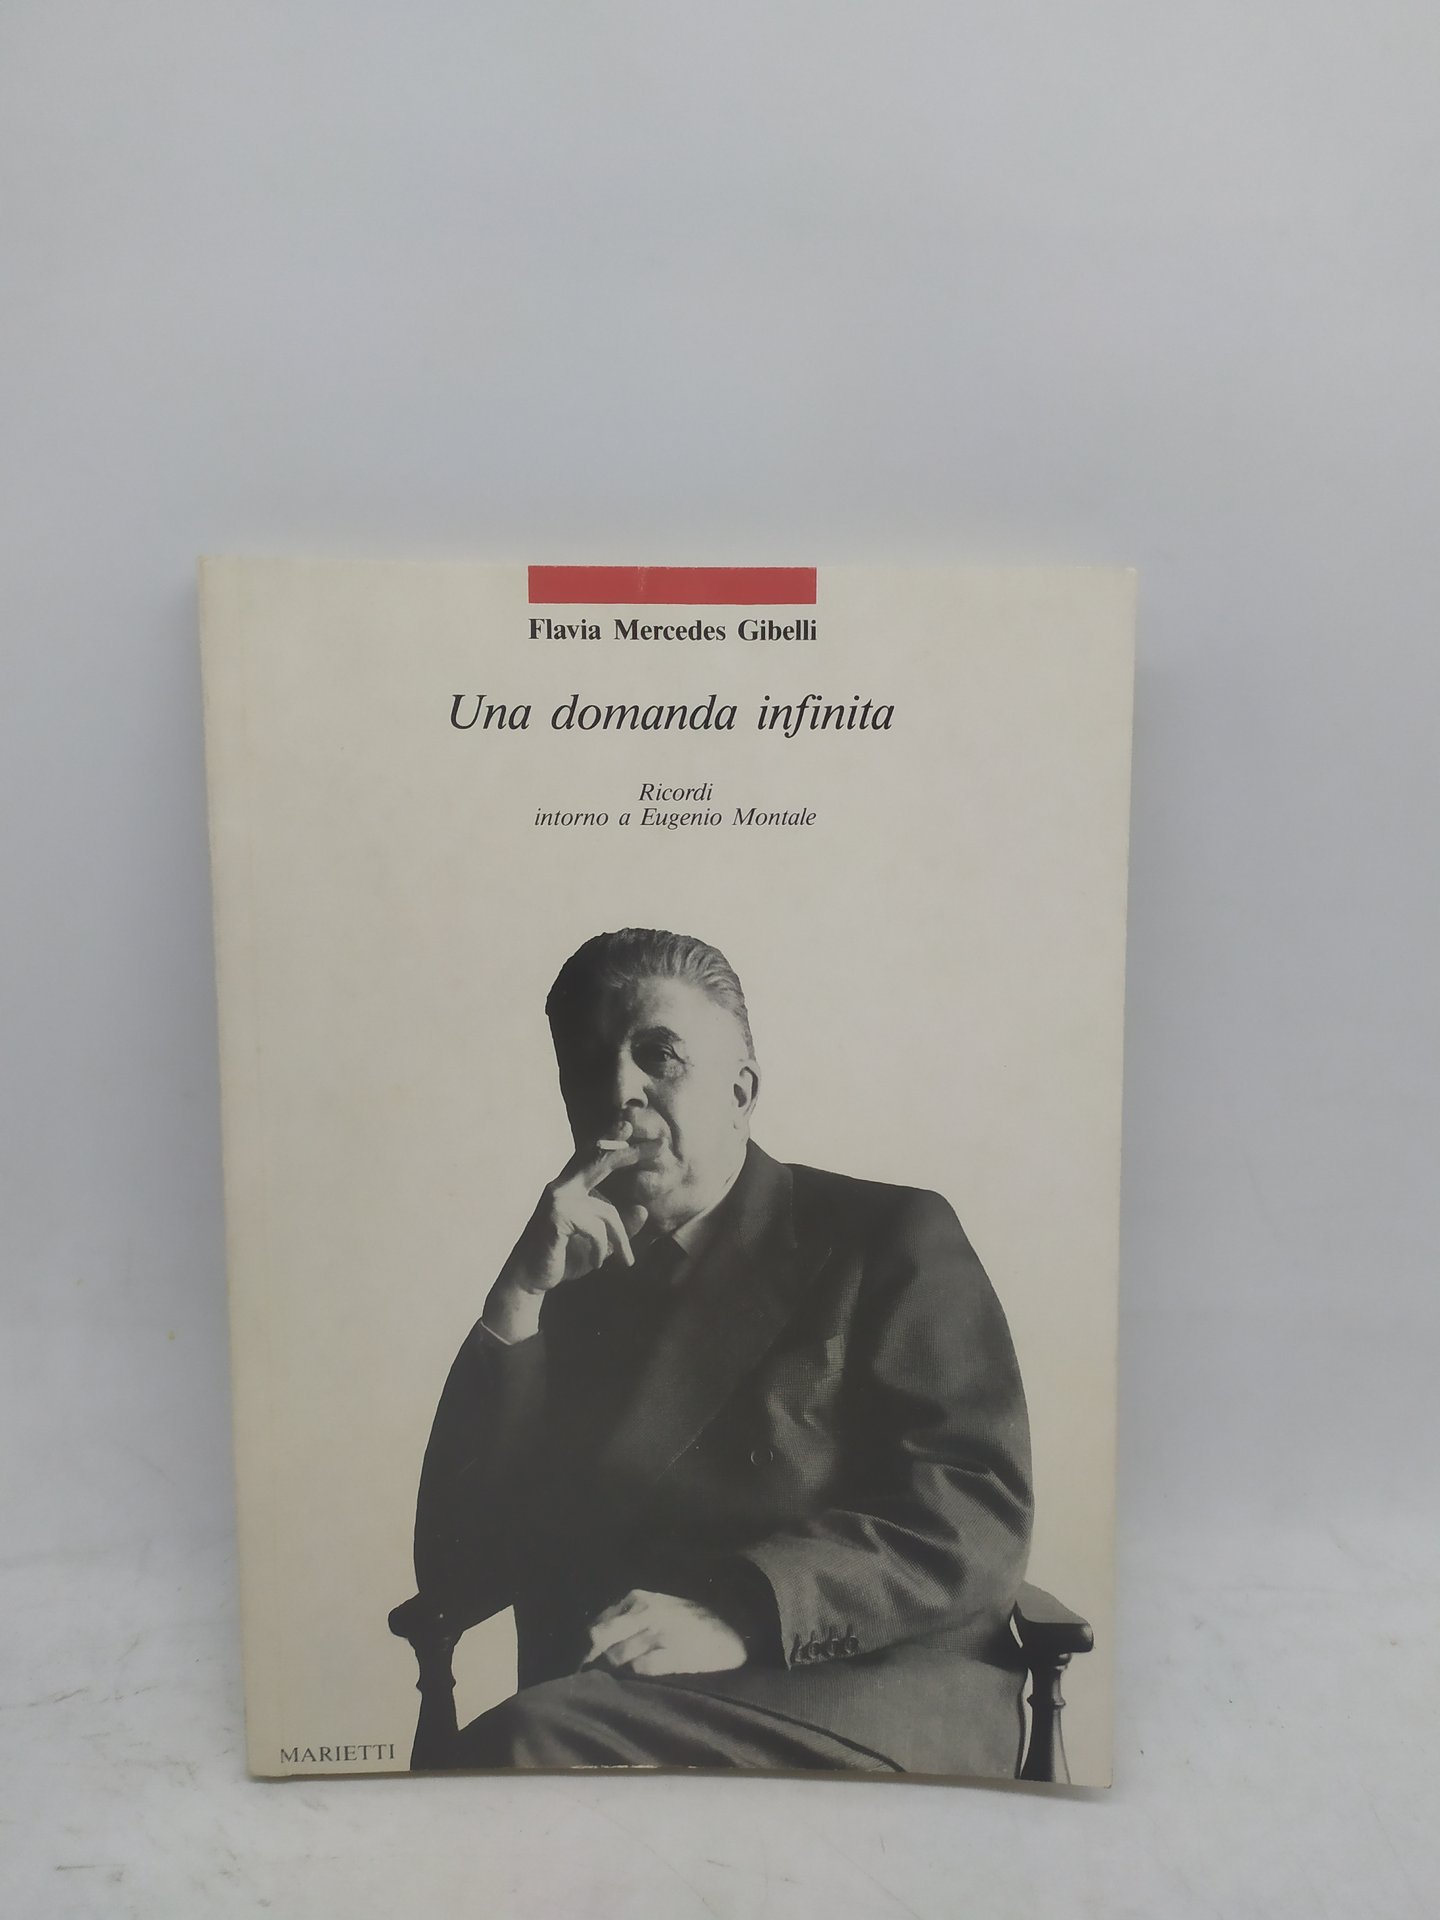 Flavia Mercedes Gibelli
Una domanda infinita
Ricordi
intorno a Eugenio Montale
MARIETTI